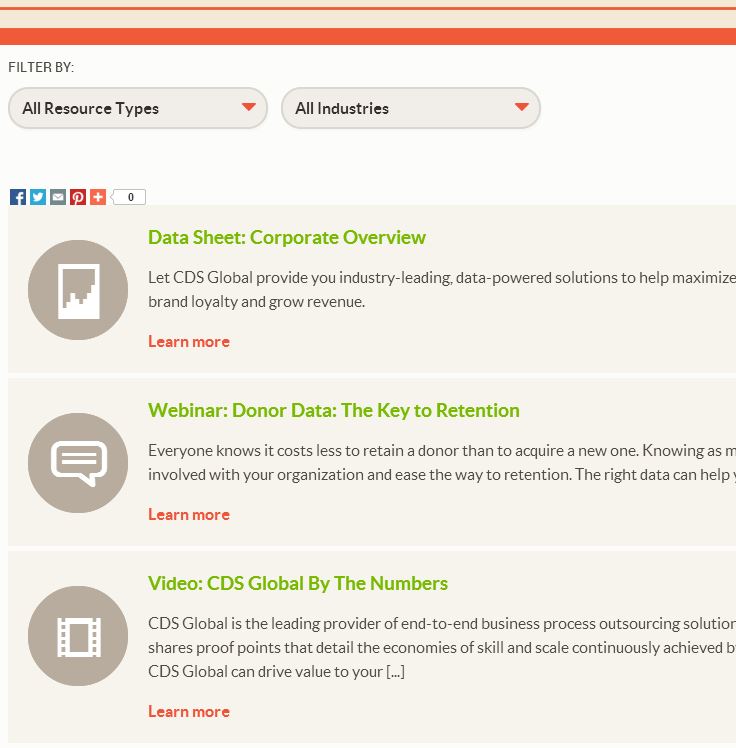 FILTER BY:
All Resource Types
All Industries
0
Data Sheet: Corporate Overview
Let CDS Global provide you industry-leading, data-powered solutions to help maximize
brand loyalty and grow revenue.
Learn more
Webinar: Donor Data: The Key to Retention
Everyone knows it costs less to retain a donor than to acquire a new one. Knowing as
involved with your organization and ease the way to retention. The right data can help
Learn more
Video: CDS Global By The Numbers
CDS Global is the leading provider of end-to-end business process outsourcing solution
shares proof points that detail the economies of skill and scale continuously achieved
CDS Global can drive value to your [...]
Learn more